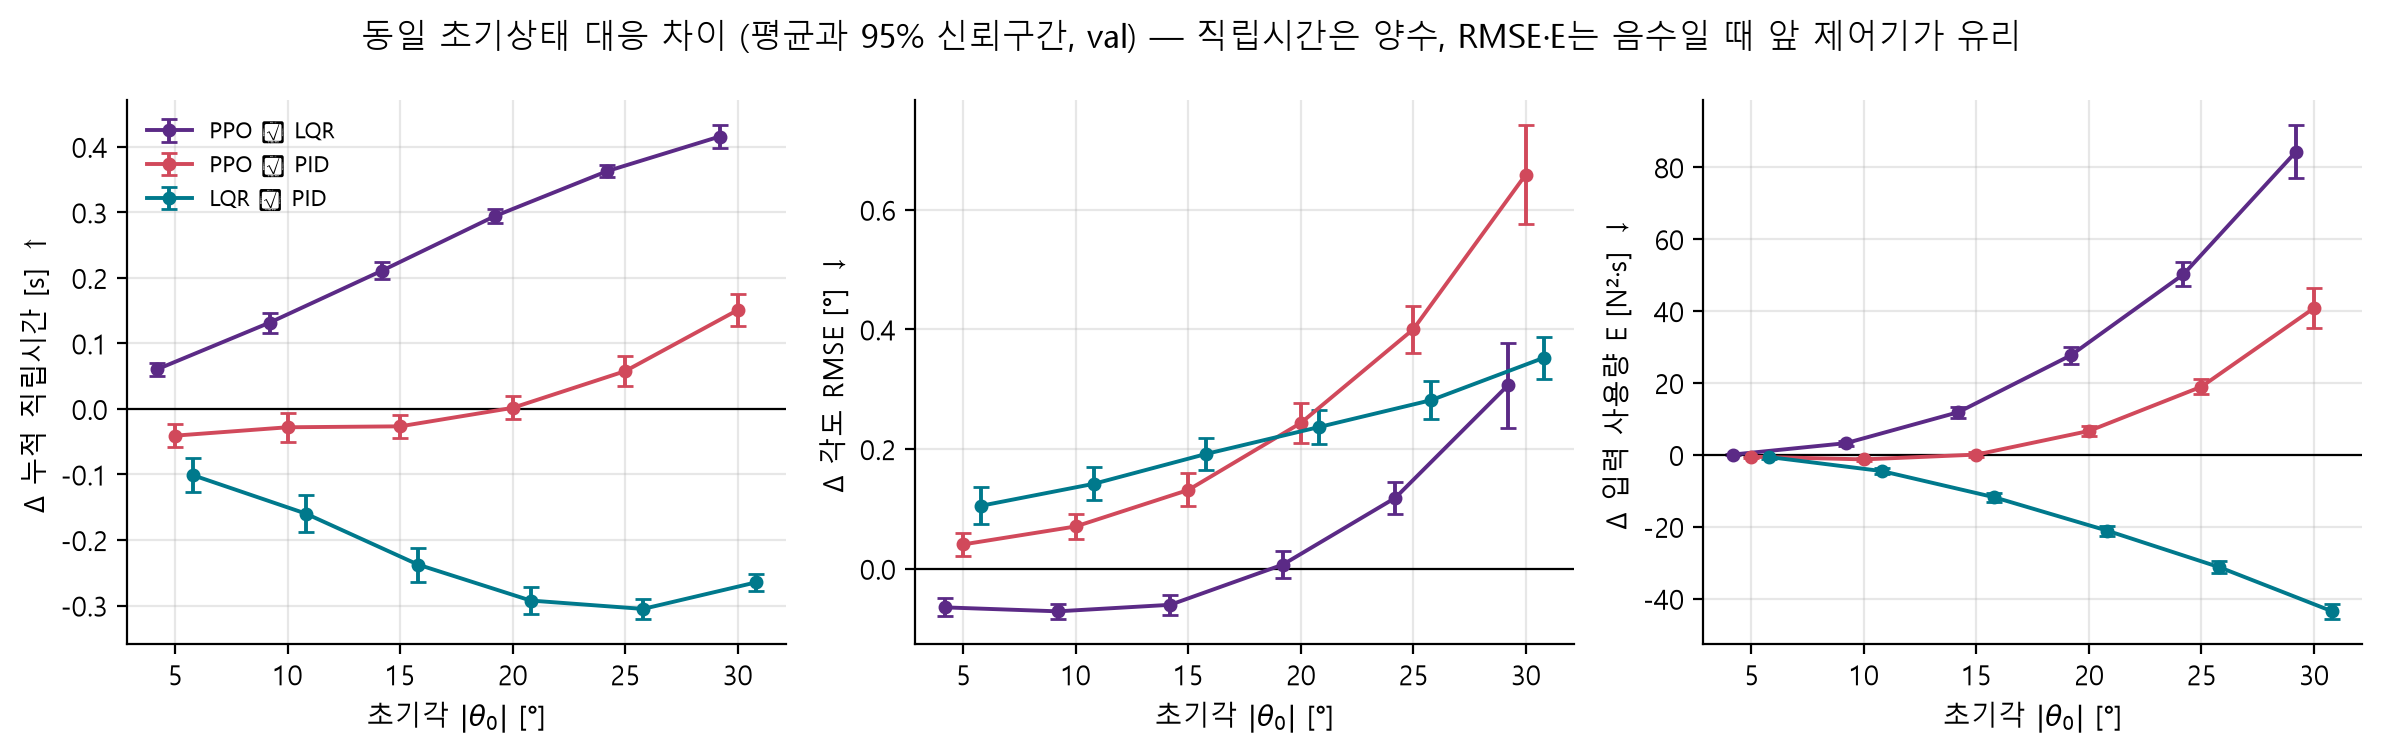 동일 초기상태 대응 차이 (평균과 95% 신뢰구간, val) — 직립시간은 양수, RMSE·E는 음수일 때 앞 제어기가 유리
Δ 누적 직립시간 [s] ↑
0.4
0.3
0.2
0.1
0.0
-0.1
-0.2
-0.3
PPO LQR
PPO PID
LQR PID
5 10 15 20 25 30
초기각 |θ₀| [°]
Δ 각도 RMSE [°] ↓
0.6
0.4
0.2
0.0
5 10 15 20 25 30
초기각 |θ₀| [°]
Δ 입력 사용량 E [N²·s] ↓
80
60
40
20
0
-20
-40
5 10 15 20 25 30
초기각 |θ₀| [°]